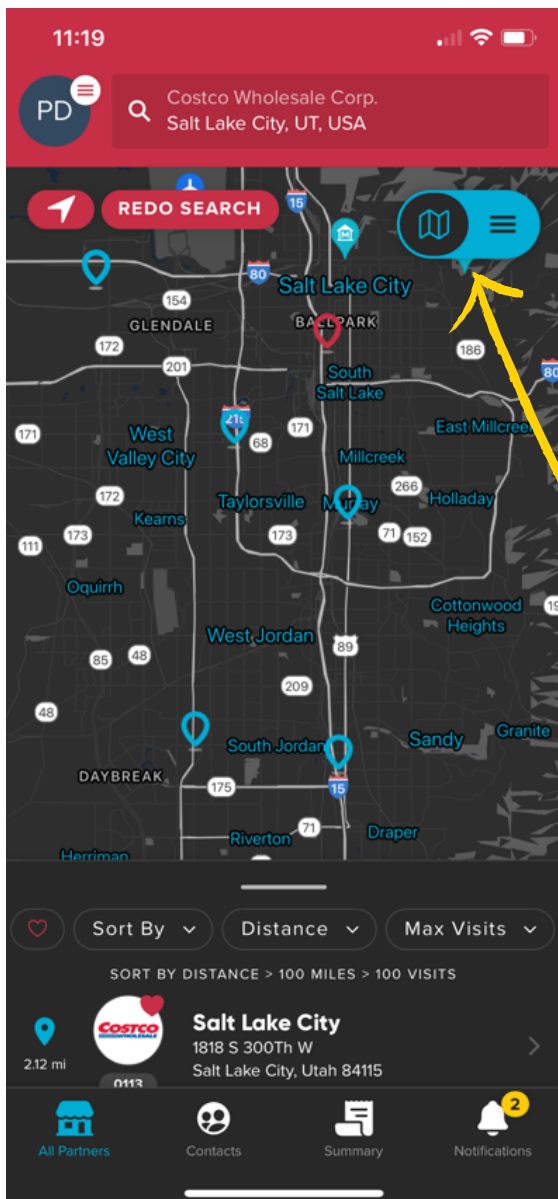 11:19
PD
Costco Wholesale Corp.
Salt Lake City, UT, USA
REDO SEARCH
15
80
Salt Lake City
154
GLENDALE
BALLPARK
172
186
201
South
Salt Lake
80
215
171
West
Valley City
68
171
East Millcreek
Millcreek
172
266
Taylorsville
Murray
Holladay
Kearns
173
173
71
152
111
Oquirrh
Cottonwood
Heights
19
West Jordan
89
85
48
209
48
South Jordan
Sandy
Granite
DAYBREAK
175
15
71
Riverton
Draper
Herriman
Sort By
Distance
Max Visits
SORT BY DISTANCE > 100 MILES > 100 VISITS
COSTCO
WHOLESALE
Salt Lake City
1818 S 300Th W
2.12 mi
Salt Lake City, Utah 84115
0113
2
All Partners
Contacts
Summary
Notifications